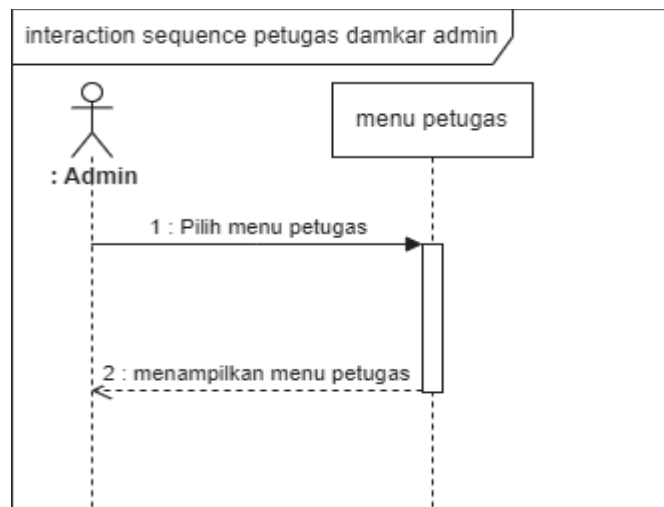 interaction sequence petugas damkar admin
menu petugas
: Admin
1 : Pilih menu petugas
2 : menampilkan menu petugas